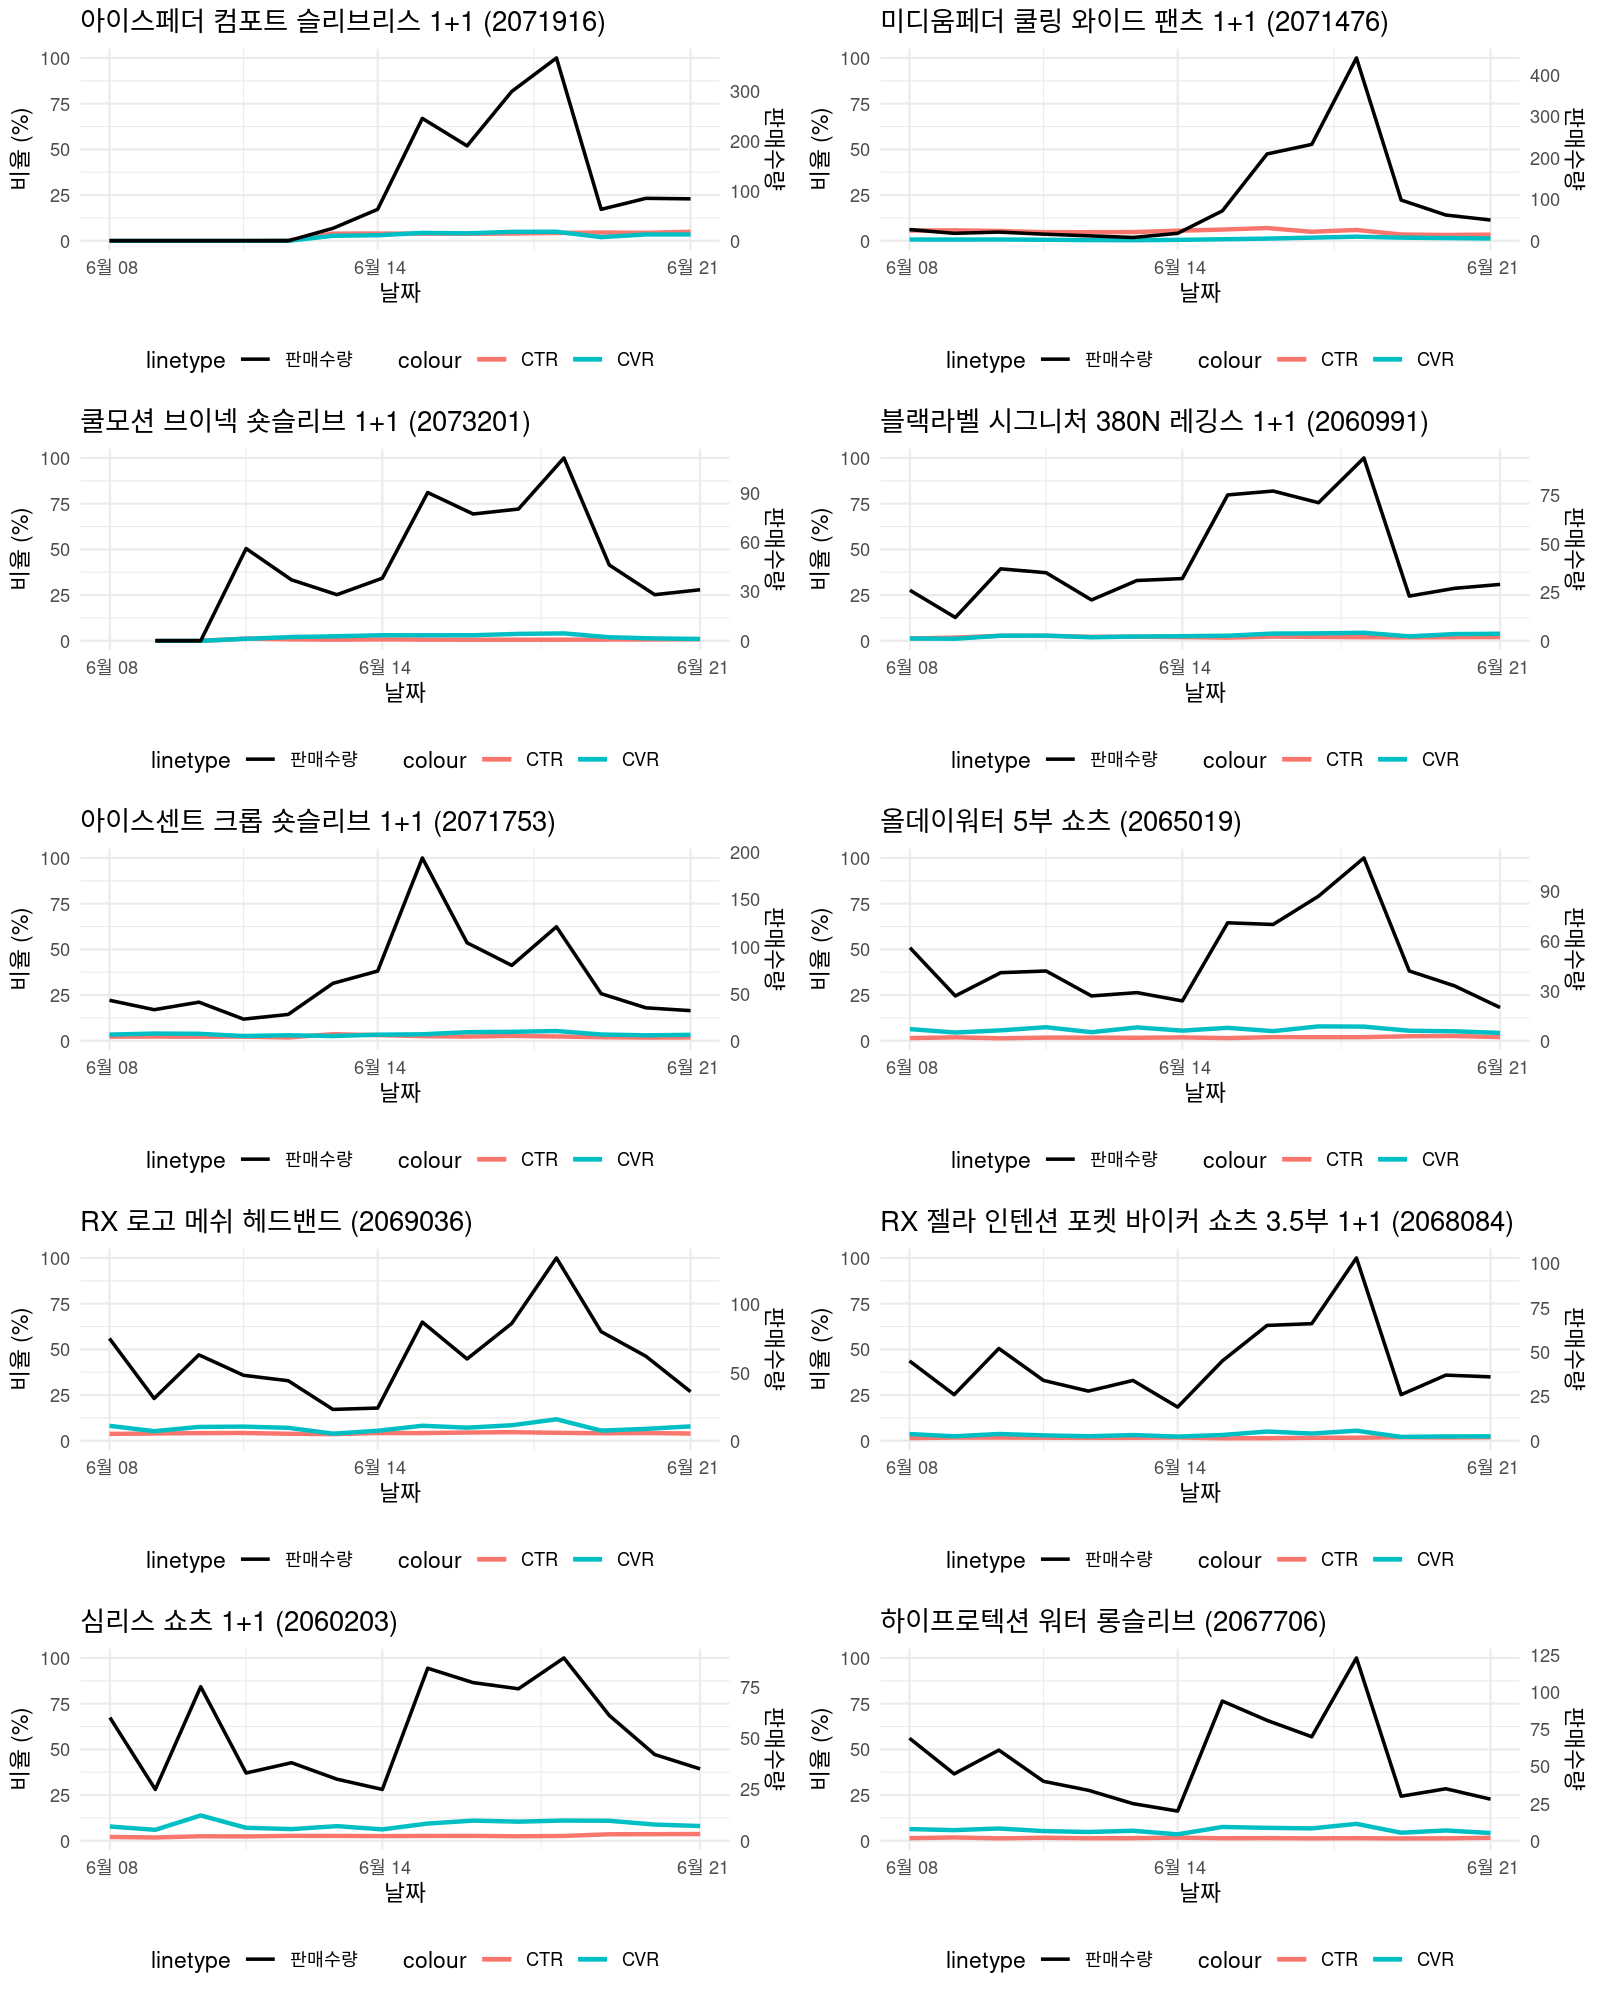 아이스페더 컴포트 슬리브리스 1+1 (2071916)
100
75
50
25
0
비율 (%)
300
200
100
0
판매수량
6월 08
6월 14
6월 21
날짜
linetype 판매수량 colour CTR CVR
미디움페더 쿨링 와이드 팬츠 1+1 (2071476)
100
75
50
25
0
비율 (%)
400
300
200
100
0
판매수량
6월 08
6월 14
6월 21
날짜
linetype 판매수량 colour CTR CVR
쿨모션 브이넥 숏슬리브 1+1 (2073201)
100
75
50
25
0
비율 (%)
90
60
30
0
판매수량
6월 08
6월 14
6월 21
날짜
linetype 판매수량 colour CTR CVR
블랙라벨 시그니처 380N 레깅스 1+1 (2060991)
100
75
50
25
0
비율 (%)
75
50
25
0
판매수량
6월 08
6월 14
6월 21
날짜
linetype 판매수량 colour CTR CVR
아이스센트 크롭 숏슬리브 1+1 (2071753)
100
75
50
25
0
비율 (%)
200
150
100
50
0
판매수량
6월 08
6월 14
6월 21
날짜
linetype 판매수량 colour CTR CVR
올데이워터 5부 쇼츠 (2065019)
100
75
50
25
0
비율 (%)
90
60
30
0
판매수량
6월 08
6월 14
6월 21
날짜
linetype 판매수량 colour CTR CVR
RX 로고 메쉬 헤드밴드 (2069036)
100
75
50
25
0
비율 (%)
100
50
0
판매수량
6월 08
6월 14
6월 21
날짜
linetype 판매수량 colour CTR CVR
RX 젤라 인텐션 포켓 바이커 쇼츠 3.5부 1+1 (2068084)
100
75
50
25
0
비율 (%)
100
75
50
25
0
판매수량
6월 08
6월 14
6월 21
날짜
linetype 판매수량 colour CTR CVR
심리스 쇼츠 1+1 (2060203)
100
75
50
25
0
비율 (%)
75
50
25
0
판매수량
6월 08
6월 14
6월 21
날짜
linetype 판매수량 colour CTR CVR
하이프로텍션 워터 롱슬리브 (2067706)
100
75
50
25
0
비율 (%)
125
100
75
50
25
0
판매수량
6월 08
6월 14
6월 21
날짜
linetype 판매수량 colour CTR CVR